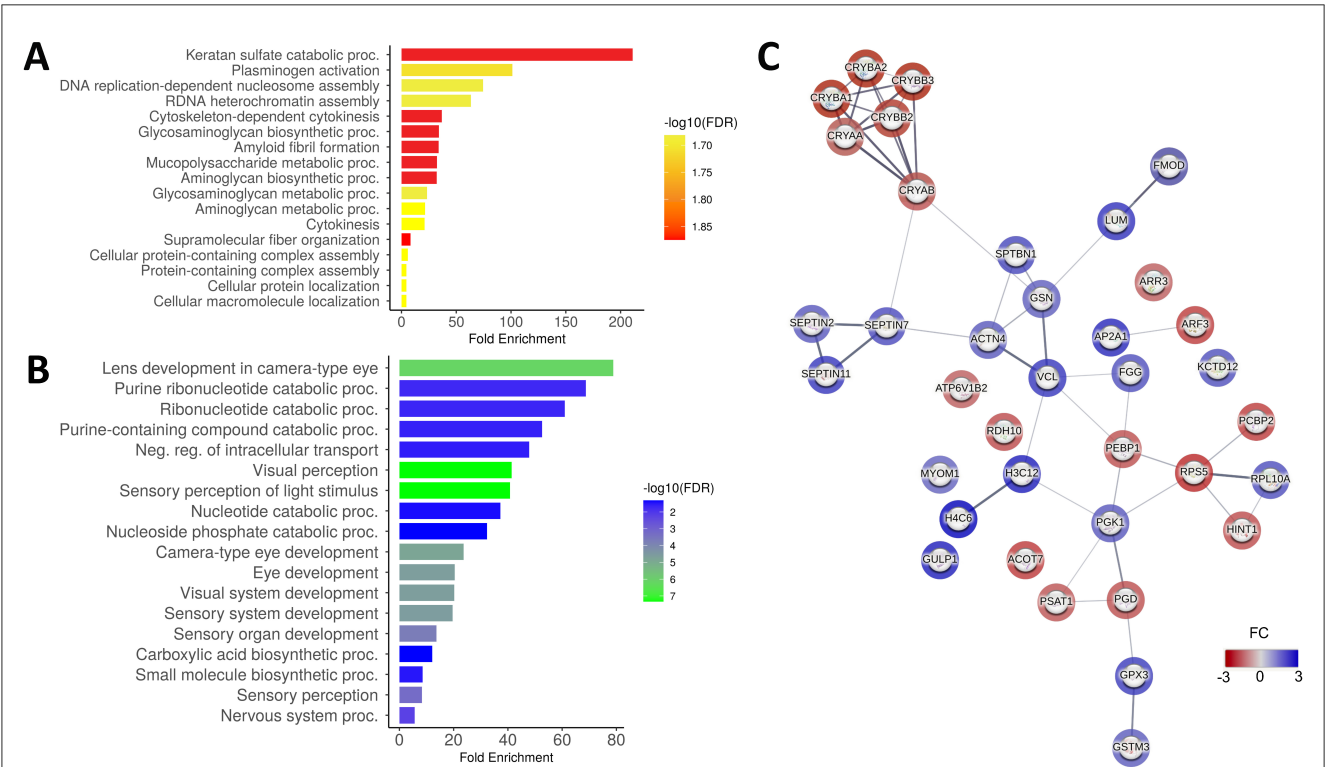 A
Keratan sulfate catabolic proc.
Plasminogen activation
DNA replication-dependent nucleosome assembly
RDNA heterochromatin assembly
Cytoskeleton-dependent cytokinesis
Glycosaminoglycan biosynthetic proc.
Amyloid fibril formation
Mucopolysaccharide metabolic proc.
Aminoglycan biosynthetic proc.
Glycosaminoglycan metabolic proc.
Aminoglycan metabolic proc.
Cytokinesis
Supramolecular fiber organization
Cellular protein-containing complex assembly
Protein-containing complex assembly
Cellular protein localization
Cellular macromolecule localization
0 50 100 150 200
Fold Enrichment
-log10(FDR)
1.70
1.75
1.80
1.85
B
Lens development in camera-type eye
Purine ribonucleotide catabolic proc.
Ribonucleotide catabolic proc.
Purine-containing compound catabolic proc.
Neg. reg. of intracellular transport
Visual perception
Sensory perception of light stimulus
Nucleotide catabolic proc.
Nucleoside phosphate catabolic proc.
Camera-type eye development
Eye development
Visual system development
Sensory system development
Sensory organ development
Carboxylic acid biosynthetic proc.
Small molecule biosynthetic proc.
Sensory perception
Nervous system proc.
0 20 40 60 80
Fold Enrichment
-log10(FDR)
2
3
4
5
6
7
C
CRYBA2
CRYBB3
CRYBA1
CRYBB2
CRYAA
CRYAB
FMOD
LUM
SPTBN1
ARR3
GSN
SEPTIN2
SEPTIN7
ACTN4
AP2A1
ARF3
SEPTIN11
VCL
FGG
KCTD12
ATP6V1B2
RDH10
PCBP2
PEBP1
MYOM1
H3C12
RPS5
RPL10A
H4C6
PGK1
HINT1
GULP1
ACOT7
PSAT1
PGD
GPX3
GSTM3
FC
-3 0 3